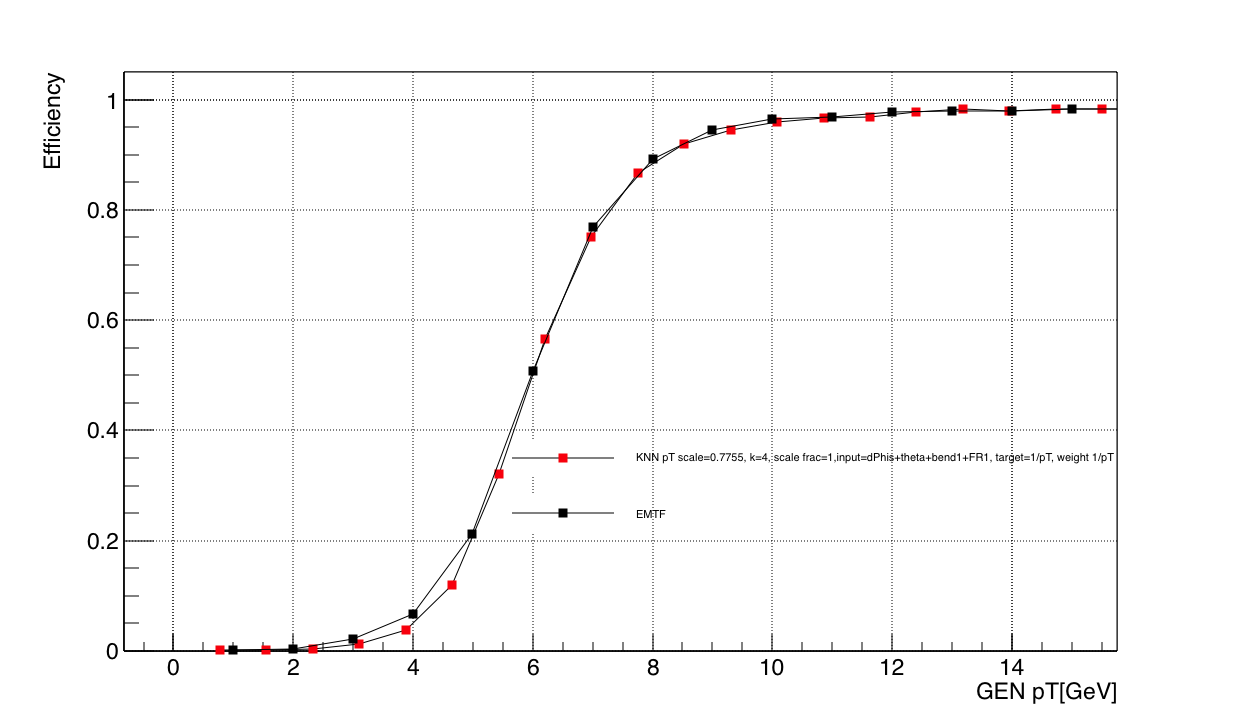 Efficiency
1
0.8
0.6
0.4
0.2
0
KNN pT scale=0.7755, k=4, scale frac=1,input=dPhis+theta+bend1+FR1, target=1/pT, weight 1/pT
EMTF
0 2 4 6 8 10 12 14
GEN pT[GeV]